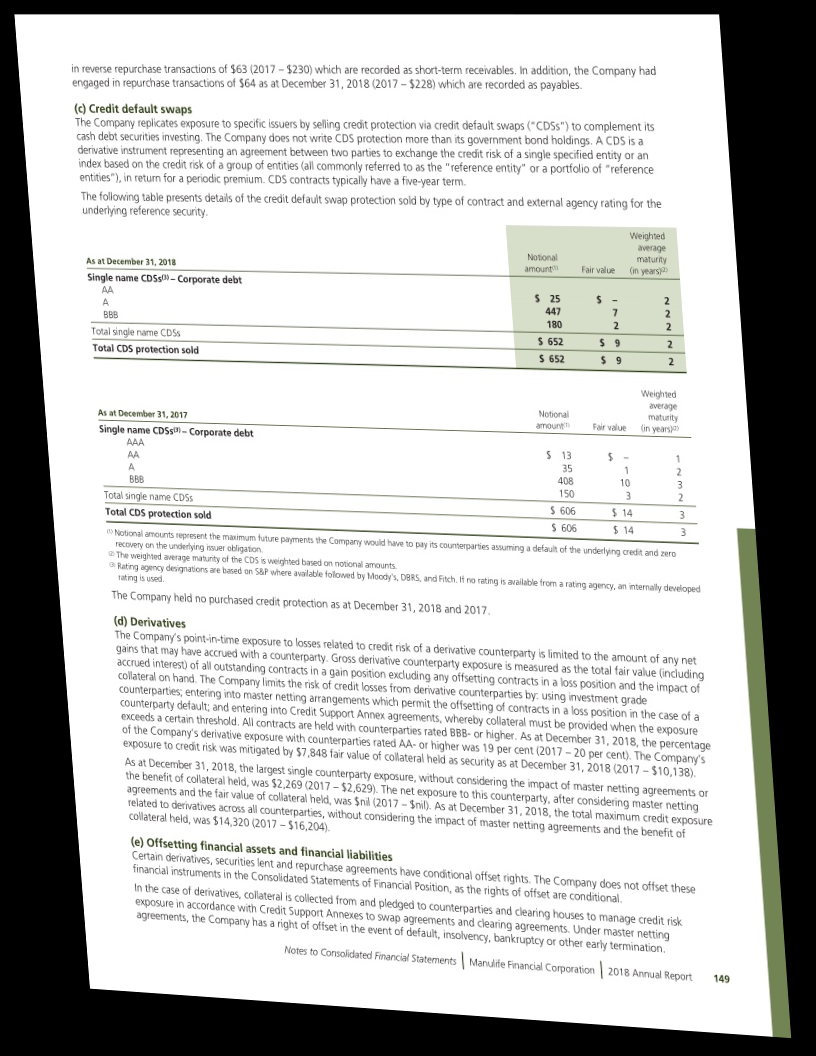 in reverse repurchase transactions of $63 (2017 – $230) which are recorded as short-term receivables. In addition, the Company had
engaged in repurchase transactions of $64 as at December 31, 2018 (2017 – $228) which are recorded as payables.
(c) Credit default swaps
The Company replicates exposure to specific issuers by selling credit protection via credit default swaps ("CDSs") to complement its
cash debt securities investing. The Company does not write CDS protection more than its government bond holdings. A CDS is a
derivative instrument representing an agreement between two parties to exchange the credit risk of a single specified entity or an
index based on the credit risk of a group of entities (all commonly referred to as the "reference entity" or a portfolio of "reference
entities"), in return for a periodic premium. CDS contracts typically have a five-year term.
The following table presents details of the credit default swap protection sold by type of contract and external agency rating for the
underlying reference security.
As at December 31, 2018 Notional amount(1) Fair value Weighted average maturity (in years)(2)
Single name CDSs(3) – Corporate debt
AA $ 25 $ – 2
A 447 7 2
BBB 180 2 2
Total single name CDSs $ 652 $ 9 2
Total CDS protection sold $ 652 $ 9 2
As at December 31, 2017 Notional amount(1) Fair value Weighted average maturity (in years)(2)
Single name CDSs(3) – Corporate debt
AAA $ 13 $ – 1
AA 35 1 2
A 408 10 3
BBB 150 3 2
Total single name CDSs $ 606 $ 14 3
Total CDS protection sold $ 606 $ 14 3
(1) Notional amounts represent the maximum future payments the Company would have to pay its counterparties assuming a default of the underlying credit and zero
recovery on the underlying issuer obligation.
(2) The weighted average maturity of the CDS is weighted based on notional amounts.
(3) Rating agency designations are based on S&P where available followed by Moody's, DBRS, and Fitch. If no rating is available from a rating agency, an internally developed
rating is used.
The Company held no purchased credit protection as at December 31, 2018 and 2017.
(d) Derivatives
The Company's point-in-time exposure to losses related to credit risk of a derivative counterparty is limited to the amount of any net
gains that may have accrued with a counterparty. Gross derivative counterparty exposure is measured as the total fair value (including
accrued interest) of all outstanding contracts in a gain position excluding any offsetting contracts in a loss position and the impact of
collateral on hand. The Company limits the risk of credit losses from derivative counterparties by: using investment grade
counterparties; entering into master netting arrangements which permit the offsetting of contracts in a loss position in the case of a
counterparty default; and entering into Credit Support Annex agreements, whereby collateral must be provided when the exposure
exceeds a certain threshold. All contracts are held with counterparties rated BBB- or higher. As at December 31, 2018, the percentage
of the Company's derivative exposure with counterparties rated AA- or higher was 19 per cent (2017 – 20 per cent). The Company's
exposure to credit risk was mitigated by $7,848 fair value of collateral held as security as at December 31, 2018 (2017 – $10,138).
As at December 31, 2018, the largest single counterparty exposure, without considering the impact of master netting agreements or
the benefit of collateral held, was $2,269 (2017 – $2,629). The net exposure to this counterparty, after considering master netting
agreements and the fair value of collateral held, was $nil (2017 – $nil). As at December 31, 2018, the total maximum credit exposure
related to derivatives across all counterparties, without considering the impact of master netting agreements and the benefit of
collateral held, was $14,320 (2017 – $16,204).
(e) Offsetting financial assets and financial liabilities
Certain derivatives, securities lent and repurchase agreements have conditional offset rights. The Company does not offset these
financial instruments in the Consolidated Statements of Financial Position, as the rights of offset are conditional.
In the case of derivatives, collateral is collected from and pledged to counterparties and clearing houses to manage credit risk
exposure in accordance with Credit Support Annexes to swap agreements and clearing agreements. Under master netting
agreements, the Company has a right of offset in the event of default, insolvency, bankruptcy or other early termination.
Notes to Consolidated Financial Statements | Manulife Financial Corporation | 2018 Annual Report 149